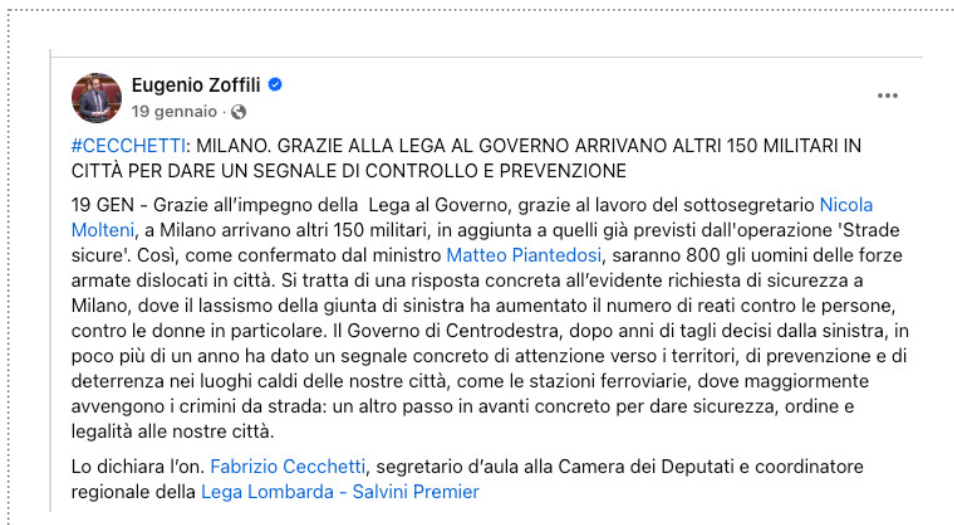 Eugenio Zoffili
19 gennaio ·
#CECCHETTI: MILANO. GRAZIE ALLA LEGA AL GOVERNO ARRIVANO ALTRI 150 MILITARI IN
CITTÀ PER DARE UN SEGNALE DI CONTROLLO E PREVENZIONE
19 GEN - Grazie all'impegno della  Lega al Governo, grazie al lavoro del sottosegretario Nicola
Molteni, a Milano arrivano altri 150 militari, in aggiunta a quelli già previsti dall'operazione 'Strade
sicure'. Così, come confermato dal ministro Matteo Piantedosi, saranno 800 gli uomini delle forze
armate dislocati in città. Si tratta di una risposta concreta all'evidente richiesta di sicurezza a
Milano, dove il lassismo della giunta di sinistra ha aumentato il numero di reati contro le persone,
contro le donne in particolare. Il Governo di Centrodestra, dopo anni di tagli decisi dalla sinistra, in
poco più di un anno ha dato un segnale concreto di attenzione verso i territori, di prevenzione e di
deterrenza nei luoghi caldi delle nostre città, come le stazioni ferroviarie, dove maggiormente
avvengono i crimini da strada: un altro passo in avanti concreto per dare sicurezza, ordine e
legalità alle nostre città.
Lo dichiara l'on. Fabrizio Cecchetti, segretario d'aula alla Camera dei Deputati e coordinatore
regionale della Lega Lombarda - Salvini Premier